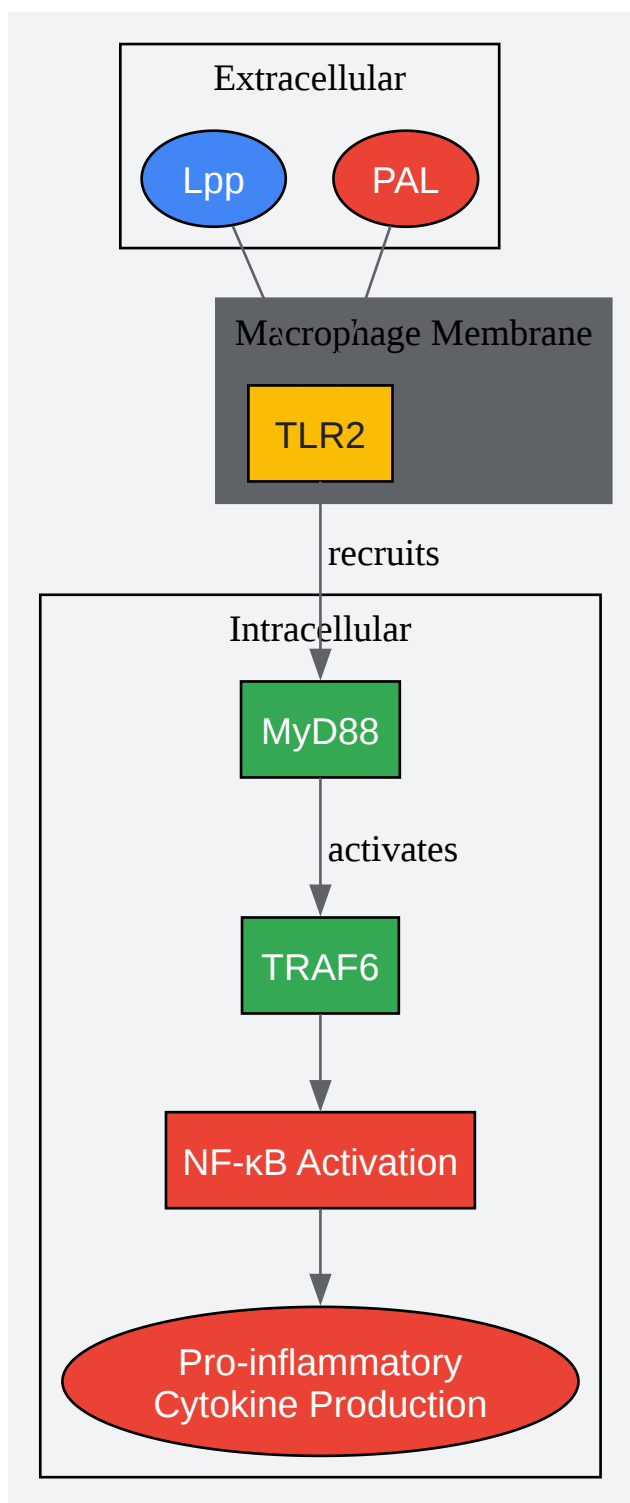 Extracellular
Lpp
PAL
Macrophage Membrane
TLR2
recruits
Intracellular
MyD88
activates
TRAF6
NF-κB Activation
Pro-inflammatory
Cytokine Production